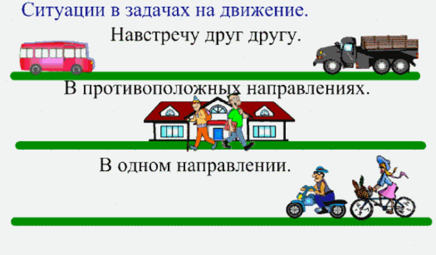 Ситуации в задачах на движение.
Навстречу друг другу.
В противоположных направлениях.
В одном направлении.